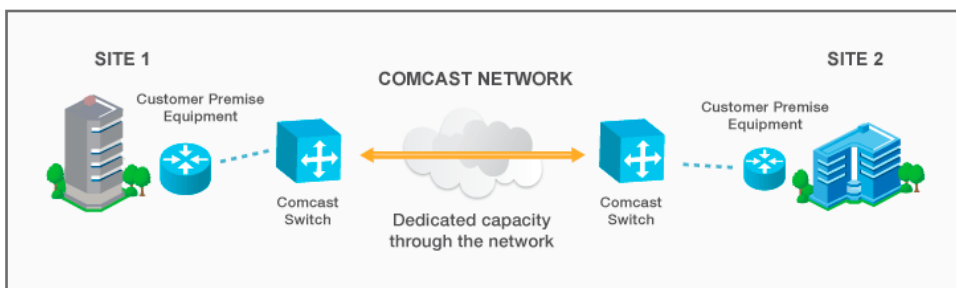 SITE 1
Customer Premise
Equipment
Comcast
Switch
COMCAST NETWORK
Dedicated capacity
through the network
SITE 2
Customer Premise
Equipment
Comcast
Switch